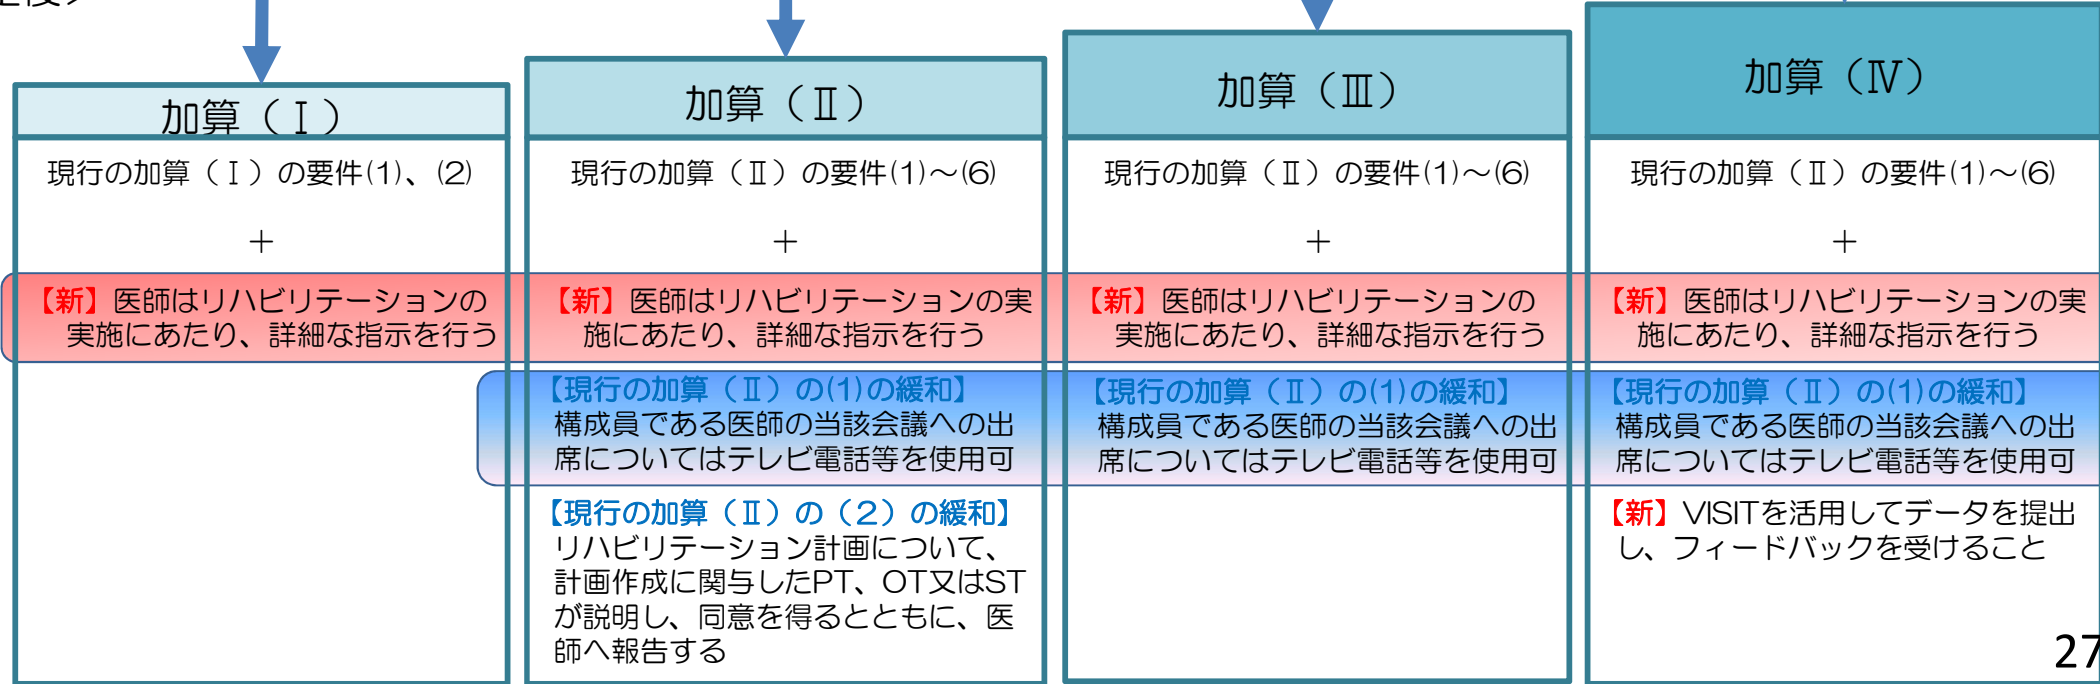 加算（Ⅰ）
現行の加算（Ⅰ）の要件(1)、(2)
＋
【新】医師はリハビリテーションの
実施にあたり、詳細な指示を行う
加算（Ⅱ）
現行の加算（Ⅱ）の要件(1)～(6)
＋
【新】医師はリハビリテーションの実
施にあたり、詳細な指示を行う
【現行の加算（Ⅱ）の(1)の緩和】
構成員である医師の当該会議への出
席についてはテレビ電話等を使用可
【現行の加算（Ⅱ）の（２）の緩和】
リハビリテーション計画について、
計画作成に関与したPT、OT又はST
が説明し、同意を得るとともに、医
師へ報告する
加算（Ⅲ）
現行の加算（Ⅱ）の要件(1)～(6)
＋
【新】医師はリハビリテーションの
実施にあたり、詳細な指示を行う
【現行の加算（Ⅱ）の(1)の緩和】
構成員である医師の当該会議への出
席についてはテレビ電話等を使用可
加算（Ⅳ）
現行の加算（Ⅱ）の要件(1)～(6)
＋
【新】医師はリハビリテーションの実
施にあたり、詳細な指示を行う
【現行の加算（Ⅱ）の(1)の緩和】
構成員である医師の当該会議への出
席についてはテレビ電話等を使用可
【新】VISITを活用してデータを提出
し、フィードバックを受けること
27